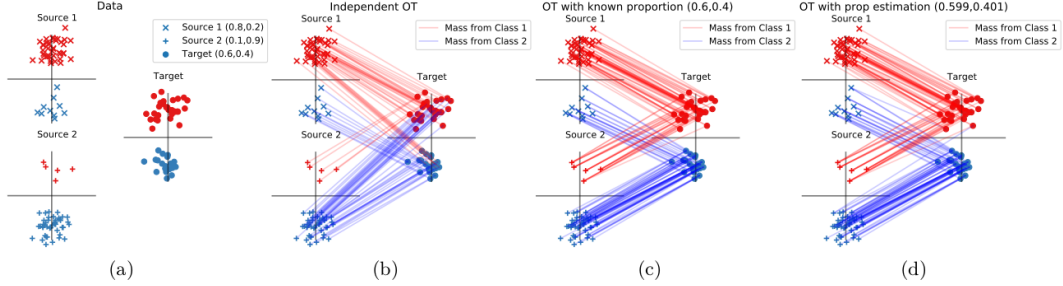 Data
Source 1
Source 1 (0.8,0.2)
Source 2 (0.1,0.9)
Target (0.6,0.4)
Target
Source 2
(a)
Independent OT
Source 1
Mass from Class 1
Mass from Class 2
Target
Source 2
(b)
OT with known proportion (0.6,0.4)
Source 1
Mass from Class 1
Mass from Class 2
Target
Source 2
(c)
OT with prop estimation (0.599,0.401)
Source 1
Mass from Class 1
Mass from Class 2
Target
Source 2
(d)